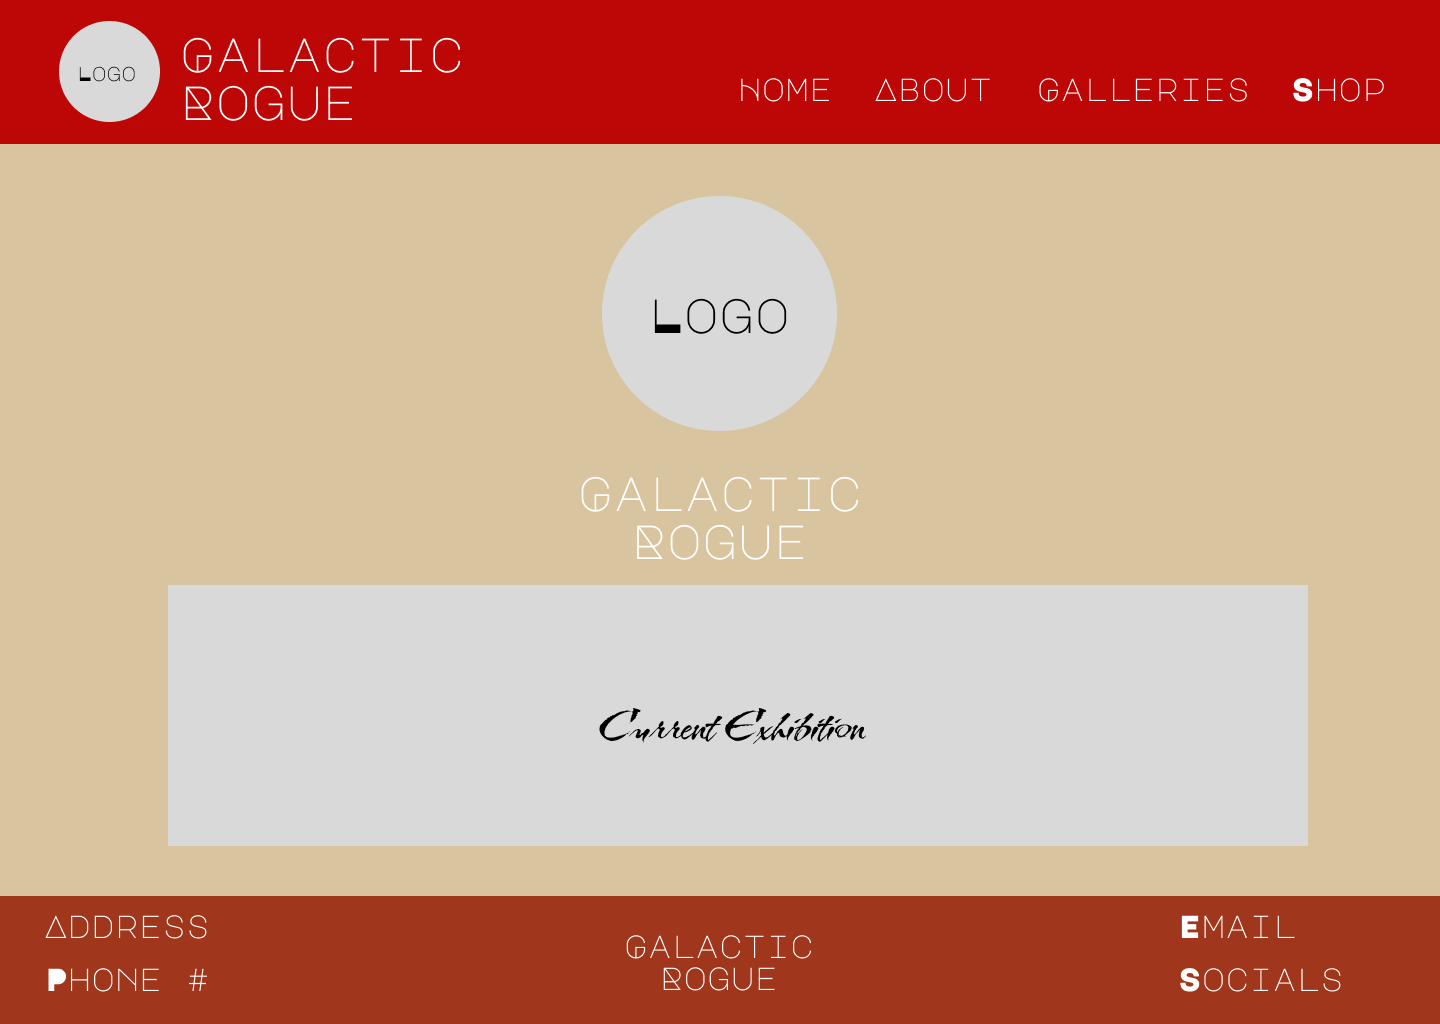 LOGO
GALACTIC
ROGUE
HOME ABOUT GALLERIES SHOP
LOGO
GALACTIC
ROGUE
Current Exhibition
ADDRESS
PHONE #
GALACTIC
ROGUE
EMAIL
SOCIALS